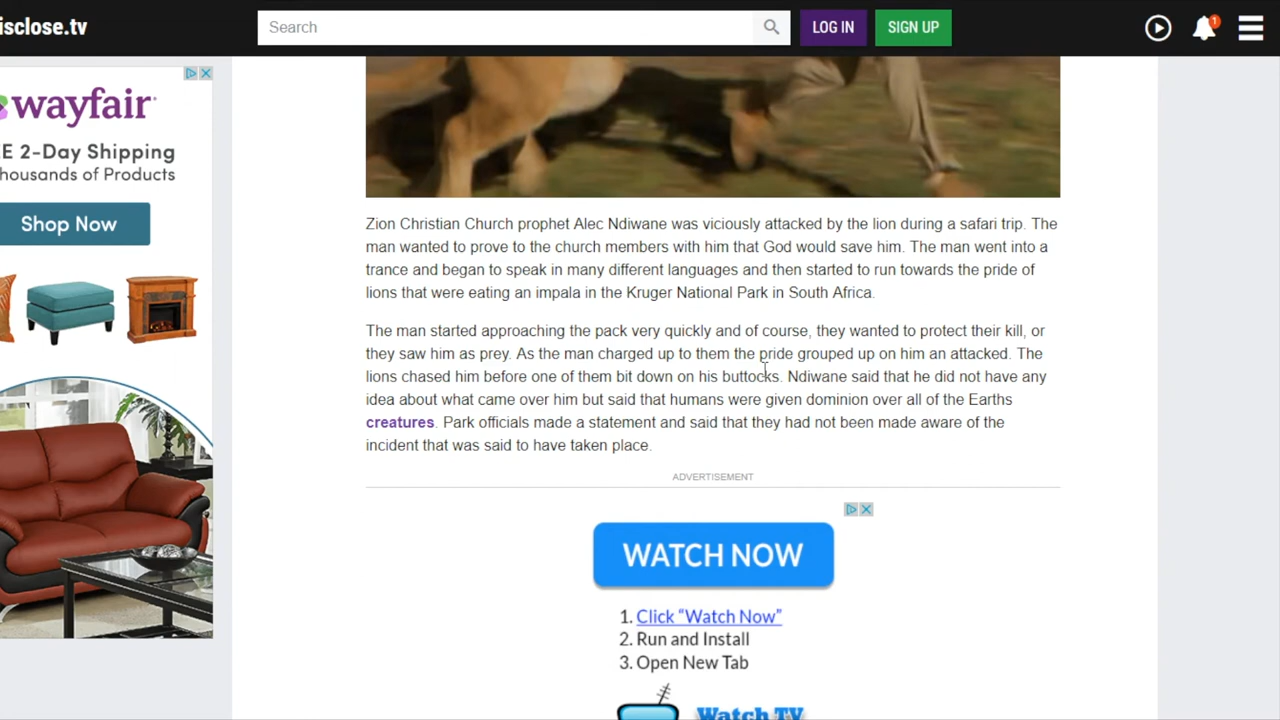 isclose.tv
Search
LOG IN
SIGN UP
1
wayfair
E 2-Day Shipping
housands of Products
Shop Now
Zion Christian Church prophet Alec Ndiwane was viciously attacked by the lion during a safari trip. The
man wanted to prove to the church members with him that God would save him. The man went into a
trance and began to speak in many different languages and then started to run towards the pride of
lions that were eating an impala in the Kruger National Park in South Africa.
The man started approaching the pack very quickly and of course, they wanted to protect their kill, or
they saw him as prey. As the man charged up to them the pride grouped up on him an attacked. The
lions chased him before one of them bit down on his buttocks. Ndiwane said that he did not have any
idea about what came over him but said that humans were given dominion over all of the Earths
creatures. Park officials made a statement and said that they had not been made aware of the
incident that was said to have taken place.
ADVERTISEMENT
WATCH NOW
1. Click “Watch Now”
2. Run and Install
3. Open New Tab
Watch TV